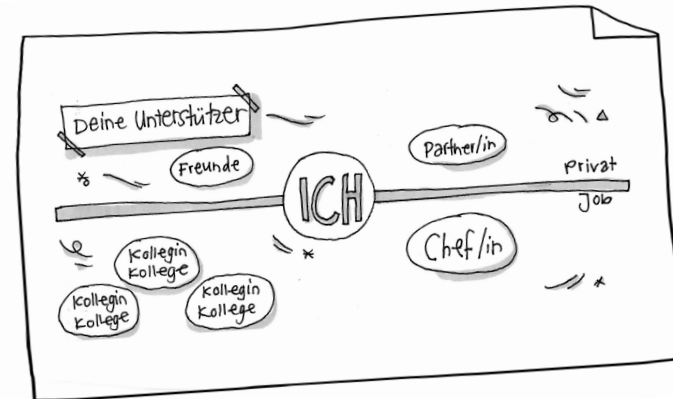 Deine Unterstützer
Freunde
Partner/in
Privat
ICH
Job
Chef/in
Kollegin
Kollege
Kollegin
Kollege
Kollegin
Kollege